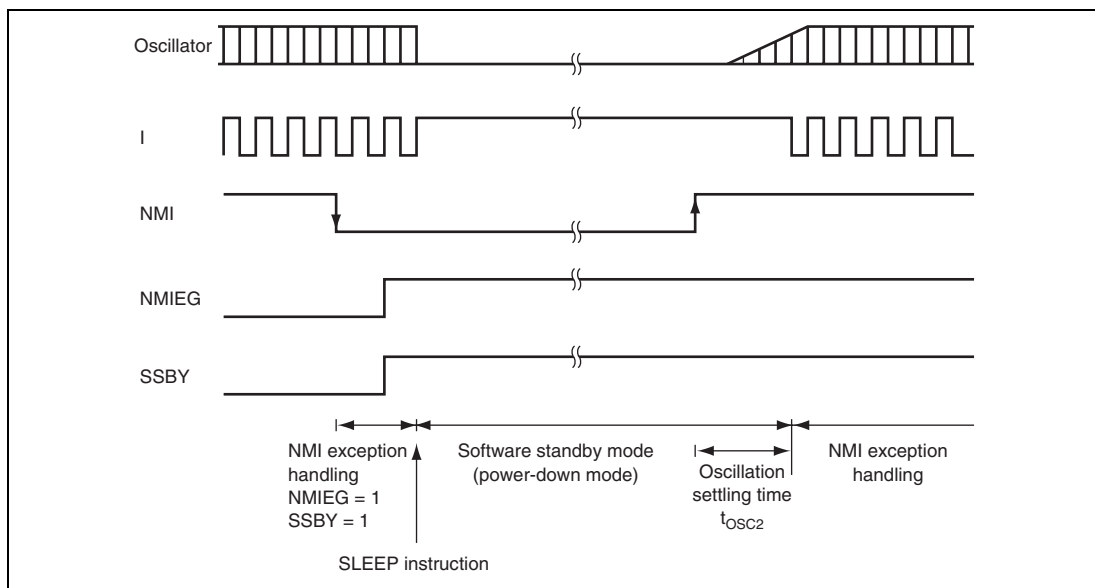 Oscillator
I
NMI
NMIEG
SSBY
NMI exception
handling
NMIEG = 1
SSBY = 1
Software standby mode
(power-down mode)
Oscillation
settling time
tOSC2
NMI exception
handling
SLEEP instruction